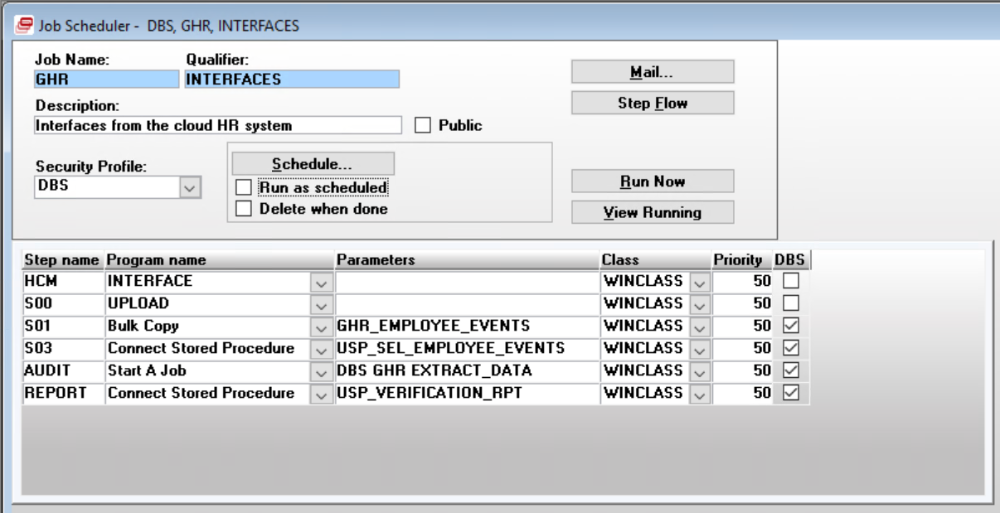 Job Scheduler - DBS, GHR, INTERFACES
Job Name: Qualifier:
GHR INTERFACES
Mail...
Description:
Step Flow
Interfaces from the cloud HR system Public
Security Profile:
DBS
Schedule...
Run as scheduled
Delete when done
Run Now
View Running
Step name Program name Parameters Class Priority DBS
HCM INTERFACE WINCLASS 50
S00 UPLOAD WINCLASS 50
S01 Bulk Copy GHR_EMPLOYEE_EVENTS WINCLASS 50
S03 Connect Stored Procedure USP_SEL_EMPLOYEE_EVENTS WINCLASS 50
AUDIT Start A Job DBS GHR EXTRACT_DATA WINCLASS 50
REPORT Connect Stored Procedure USP_VERIFICATION_RPT WINCLASS 50